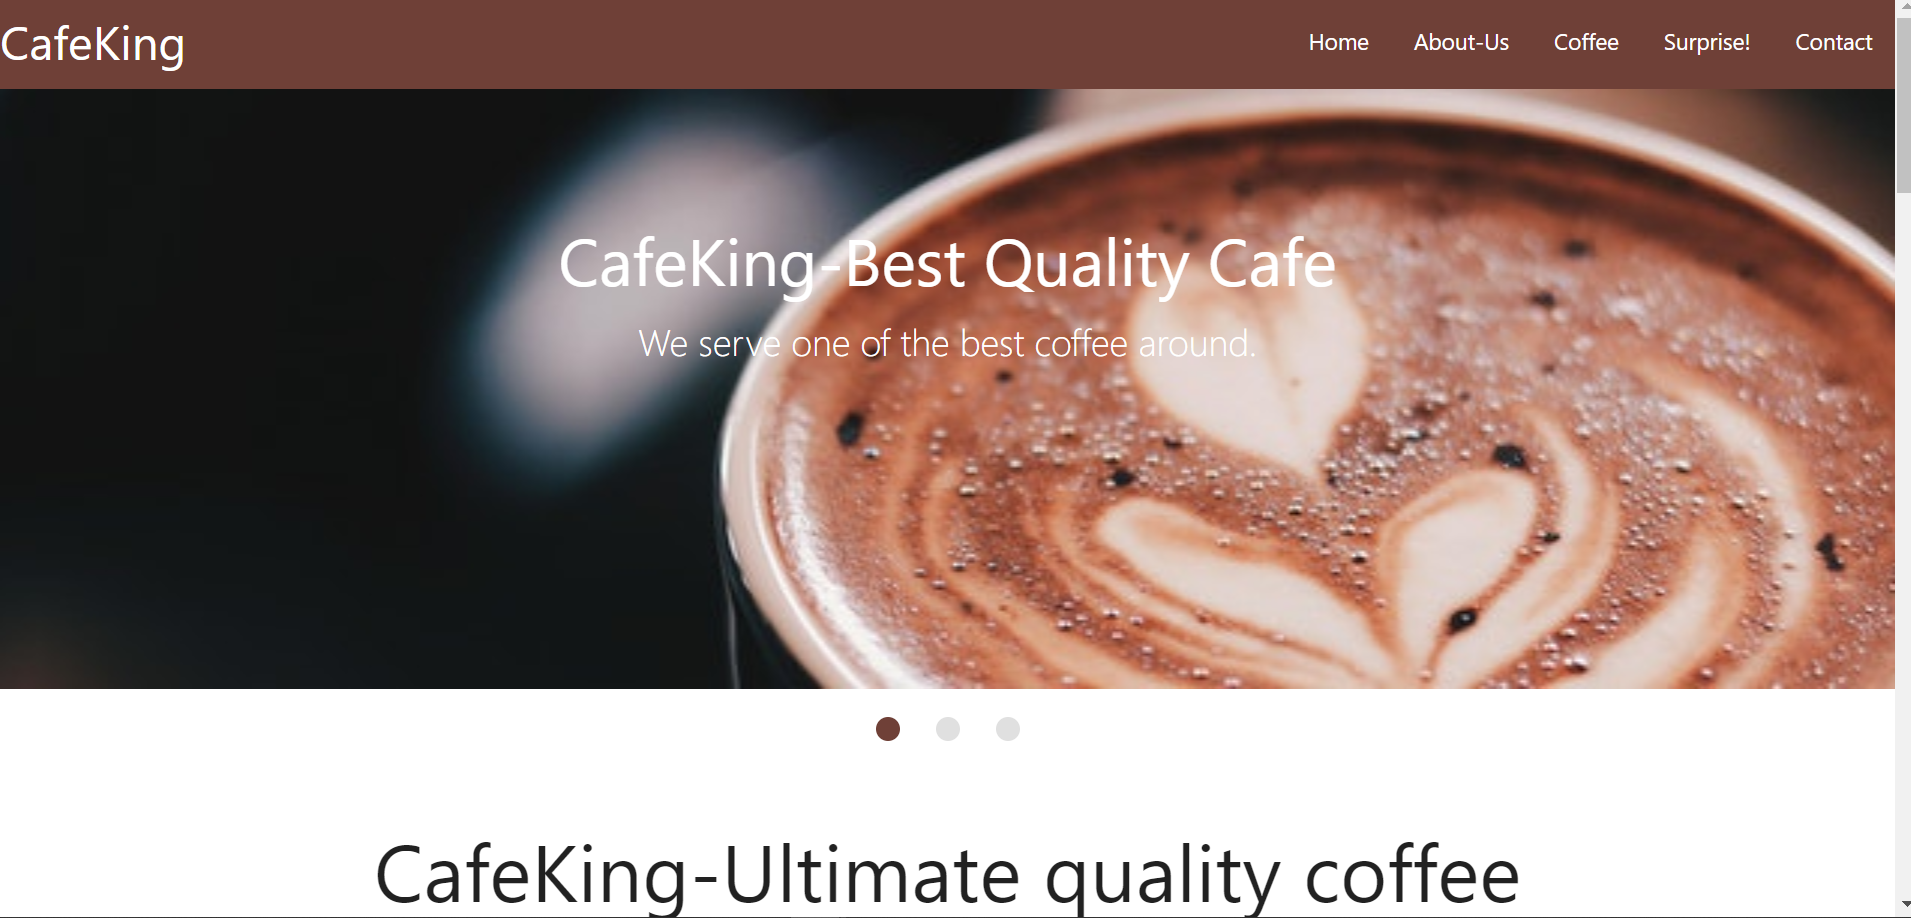 CafeKing
Home About-Us Coffee Surprise! Contact
CafeKing-Best Quality Cafe
We serve one of the best coffee around.
CafeKing-Ultimate quality coffee